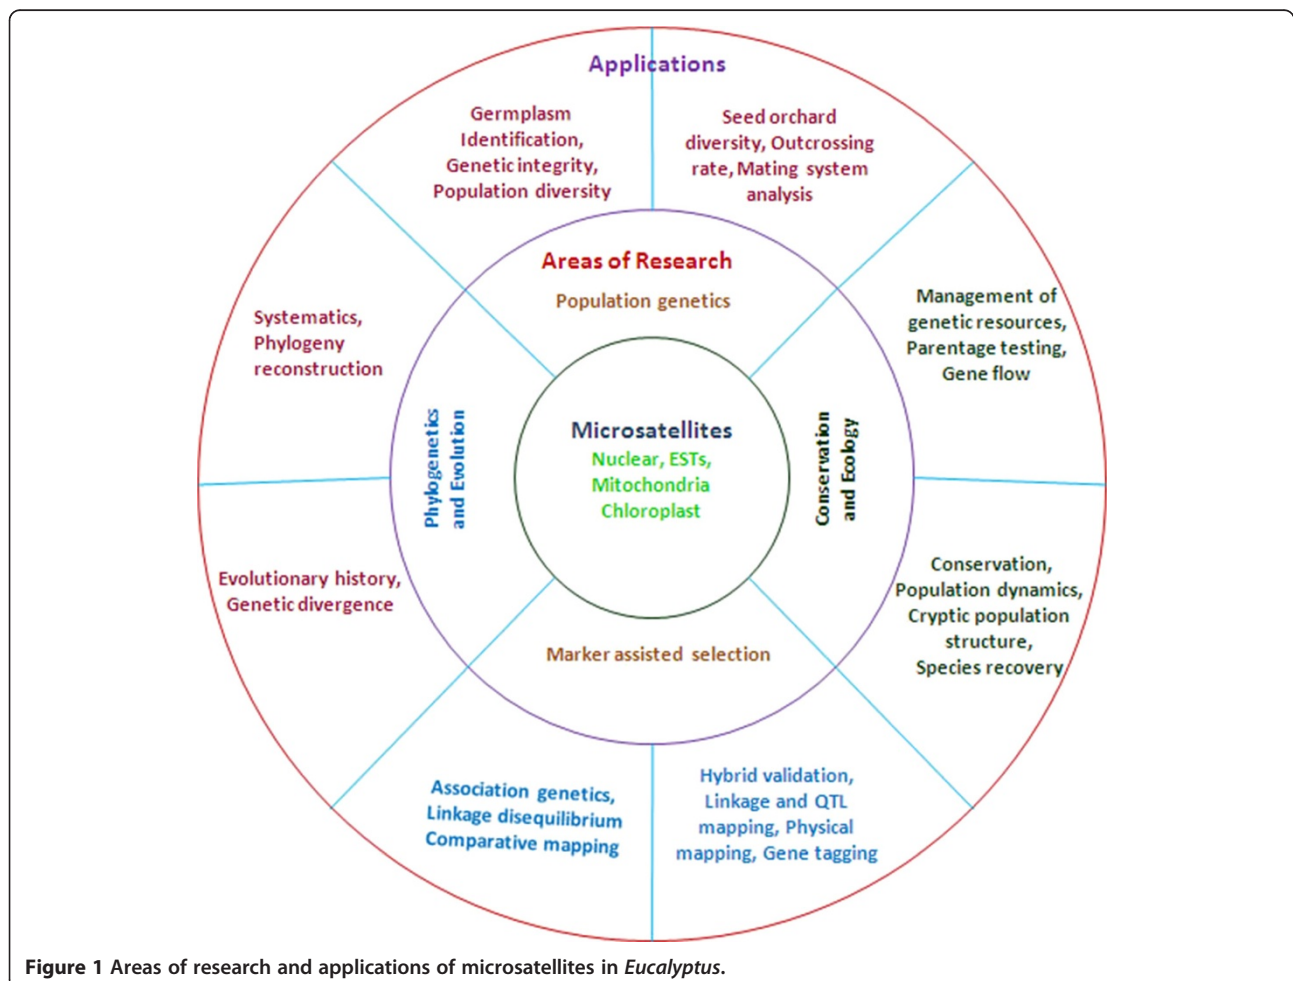 Applications
Germplasm
Identification,
Genetic integrity,
Population diversity
Seed orchard
diversity, Outcrossing
rate, Mating system
analysis
Areas of Research
Population genetics
Systematics,
Phylogeny
reconstruction
Management of
genetic resources,
Parentage testing,
Gene flow
Phylogenetics
and Evolution
Microsatellites
Nuclear, ESTs,
Mitochondria
Chloroplast
Conservation
and Ecology
Evolutionary history,
Genetic divergence
Conservation,
Population dynamics,
Cryptic population
structure,
Species recovery
Marker assisted selection
Association genetics,
Linkage disequilibrium
Comparative mapping
Hybrid validation,
Linkage and QTL
mapping, Physical
mapping, Gene tagging
Figure 1 Areas of research and applications of microsatellites in Eucalyptus.